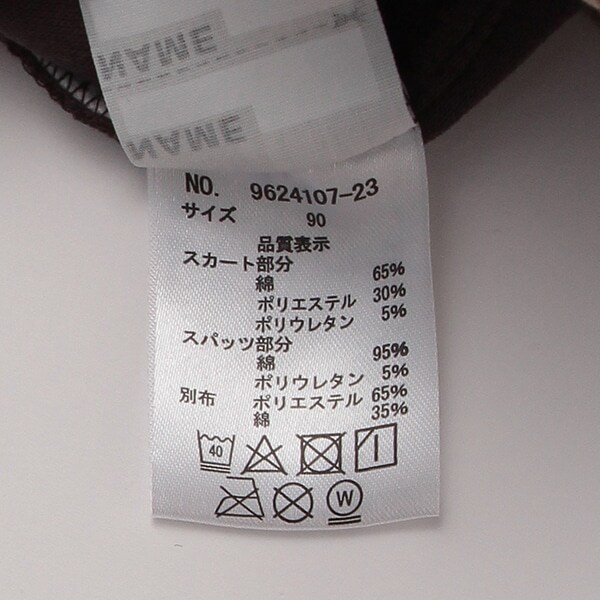 NAME
NAME
NO. 9624107-23
サイズ 90
品質表示
スカート部分
綿 65%
ポリエステル 30%
ポリウレタン 5%
スパッツ部分
綿 95%
ポリウレタン 5%
別布 ポリエステル 65%
綿 35%
40
W